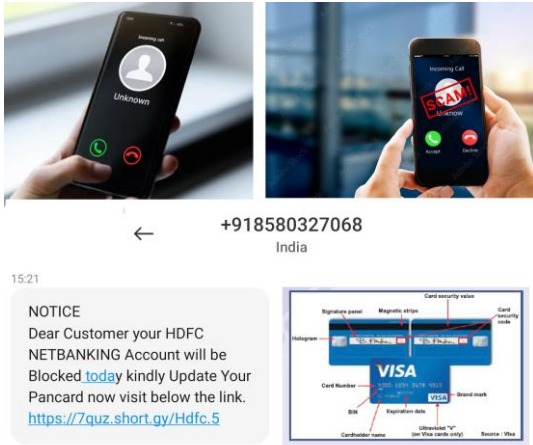 Incoming call
Unknown
Incoming Call
SCAM!
Unknow
Accept
Decline
+918580327068
India
15:21
NOTICE
Dear Customer your HDFC
NETBANKING Account will be
Blocked today kindly Update Your
Pancard now visit below the link.
https://7quz.short.gy/Hdfc.5
Card security value
Signature panel
Magnetic stripe
Card
security
code
Hologram
VISA
Card Number
BIN
Expiration date
Brand mark
VISA
Cardholder name
Ultraviolet "V"
(on Visa cards only)
Source : Visa